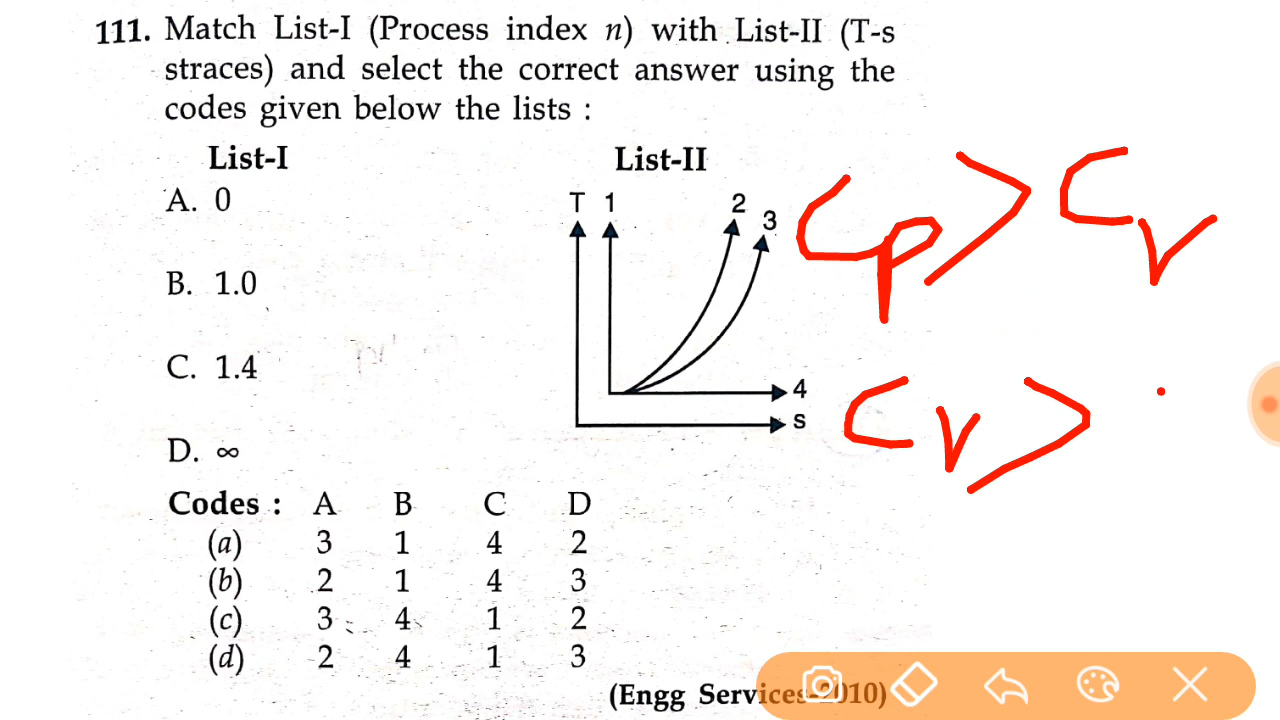 111. Match List-I (Process index n) with List-II (T-s
straces) and select the correct answer using the
codes given below the lists :
List-I List-II
A. 0
B. 1.0
C. 1.4
D. ∞
T 1 2 3
4
s
Cp > Cv
Cv >
Codes : A B C D
(a) 3 1 4 2
(b) 2 1 4 3
(c) 3 4 1 2
(d) 2 4 1 3
(Engg Services-2010)